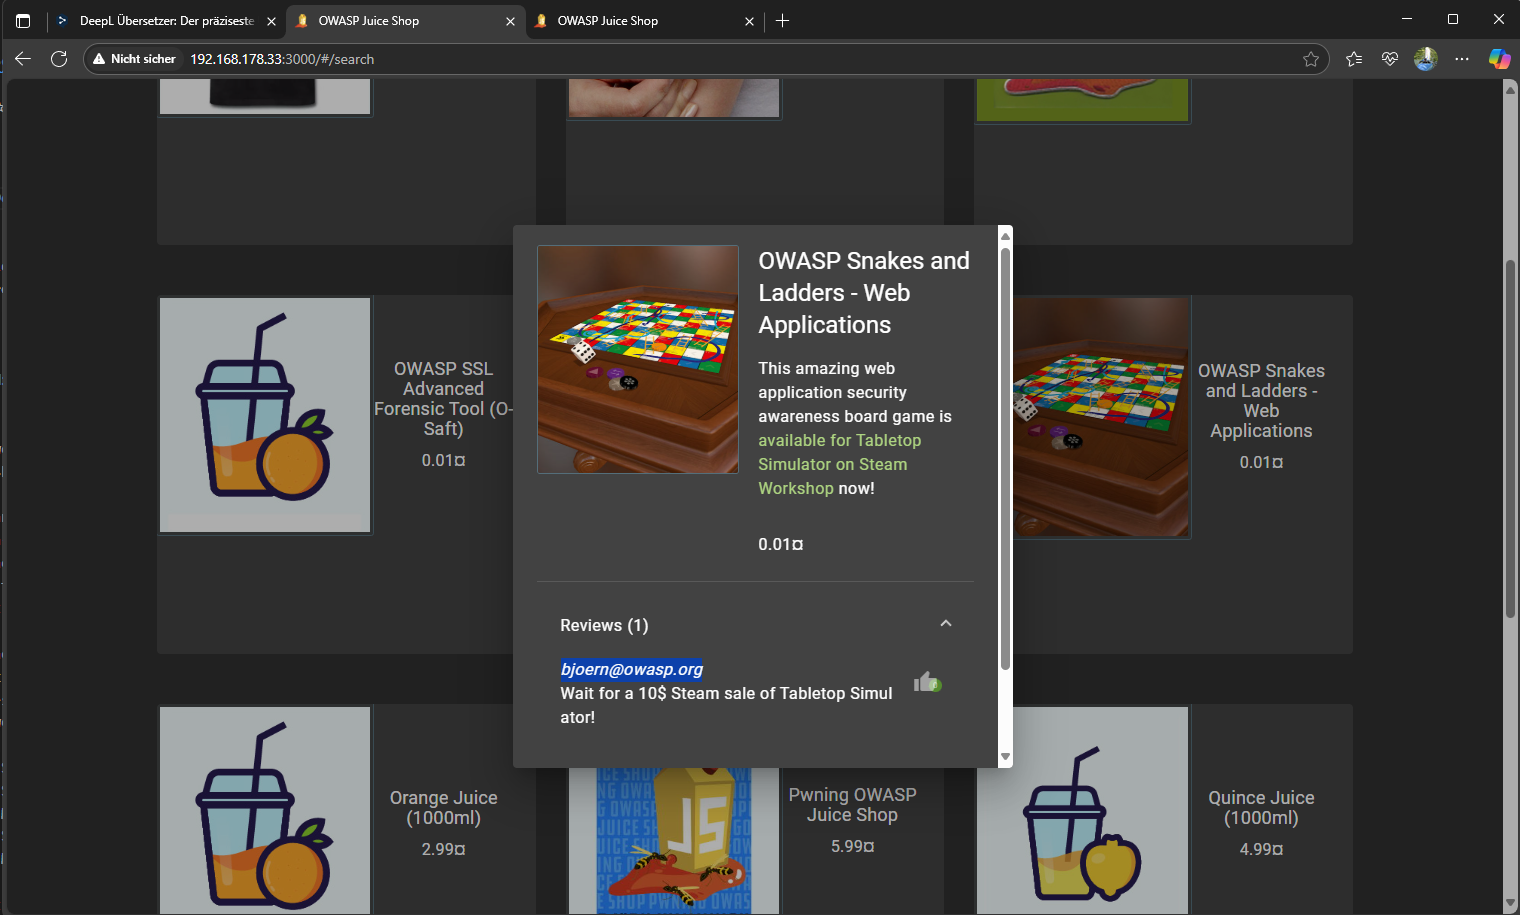 DeepL Übersetzer: Der präziseste
OWASP Juice Shop
OWASP Juice Shop
Nicht sicher
192.168.178.33:3000/#/search
OWASP SSL
Advanced
Forensic Tool (O-
Saft)
0.01¤
OWASP Snakes and
Ladders - Web
Applications
This amazing web
application security
awareness board game is
available for Tabletop
Simulator on Steam
Workshop now!
0.01¤
Reviews (1)
bjoern@owasp.org
Wait for a 10$ Steam sale of Tabletop Simul
ator!
OWASP Snakes
and Ladders -
Web
Applications
0.01¤
Orange Juice
(1000ml)
2.99¤
JS
Pwning OWASP
Juice Shop
5.99¤
Quince Juice
(1000ml)
4.99¤